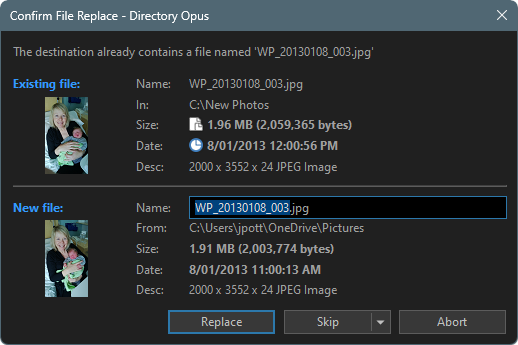 Confirm File Replace - Directory Opus
The destination already contains a file named 'WP_20130108_003.jpg'
Existing file:
Name: WP_20130108_003.jpg
In: C:\New Photos
Size: 1.96 MB (2,059,365 bytes)
Date: 8/01/2013 12:00:56 PM
Desc: 2000 x 3552 x 24 JPEG Image
New file:
Name: WP_20130108_003.jpg
From: C:\Users\jpott\OneDrive\Pictures
Size: 1.91 MB (2,003,774 bytes)
Date: 8/01/2013 11:00:13 AM
Desc: 2000 x 3552 x 24 JPEG Image
Replace Skip Abort